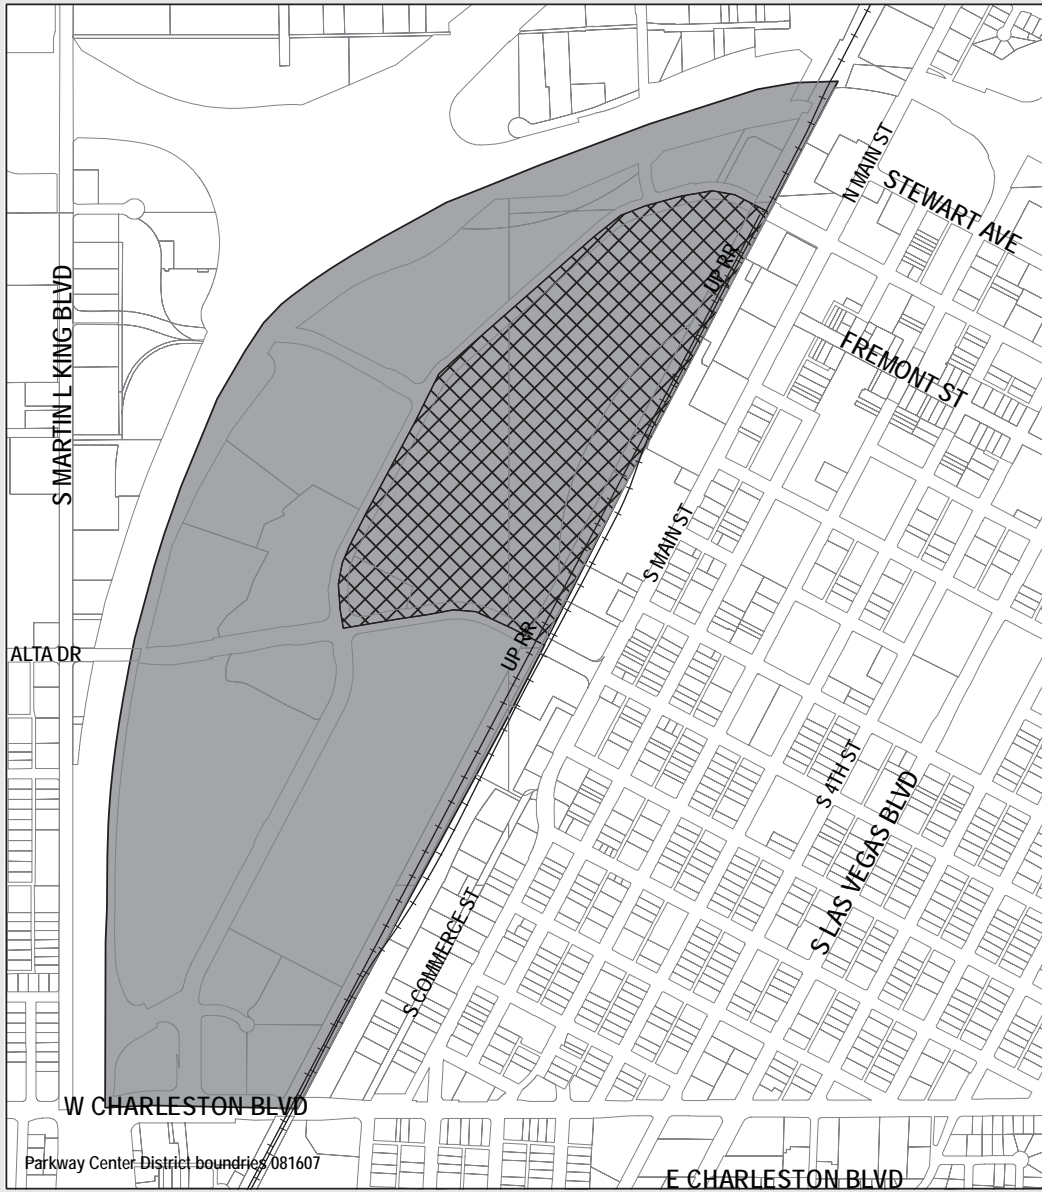 N MAIN ST
STEWART AVE
UP RR
S MARTIN L KING BLVD
FREMONT ST
S MAIN ST
UP RR
ALTA DR
S 4TH ST
S LAS VEGAS BLVD
S COMMERCE ST
W CHARLESTON BLVD
Parkway Center District boundries 081607
E CHARLESTON BLVD